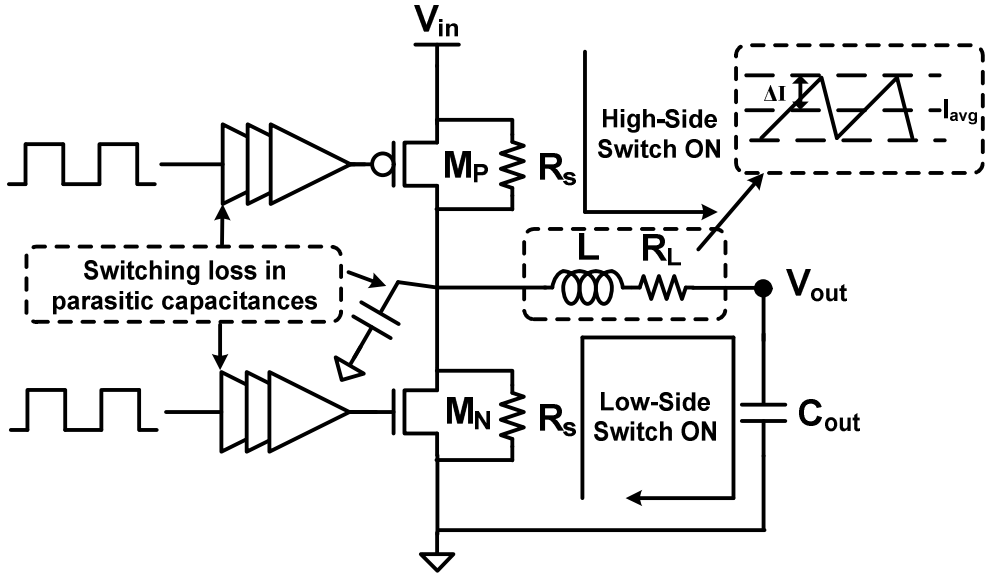 Vin
High-Side
Switch ON
ΔI
Iavg
MP
Rs
Switching loss in
parasitic capacitances
L
RL
Vout
MN
Rs
Low-Side
Switch ON
Cout